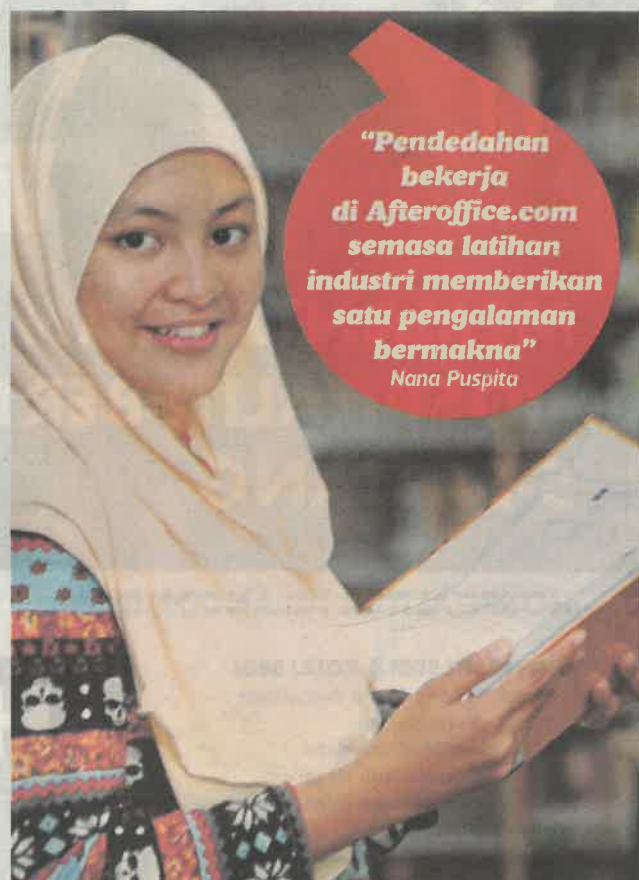 “Pendedahan
bekerja
di Afteroffice.com
semasa latihan
industri memberikan
satu pengalaman
bermakna”
Nana Puspita